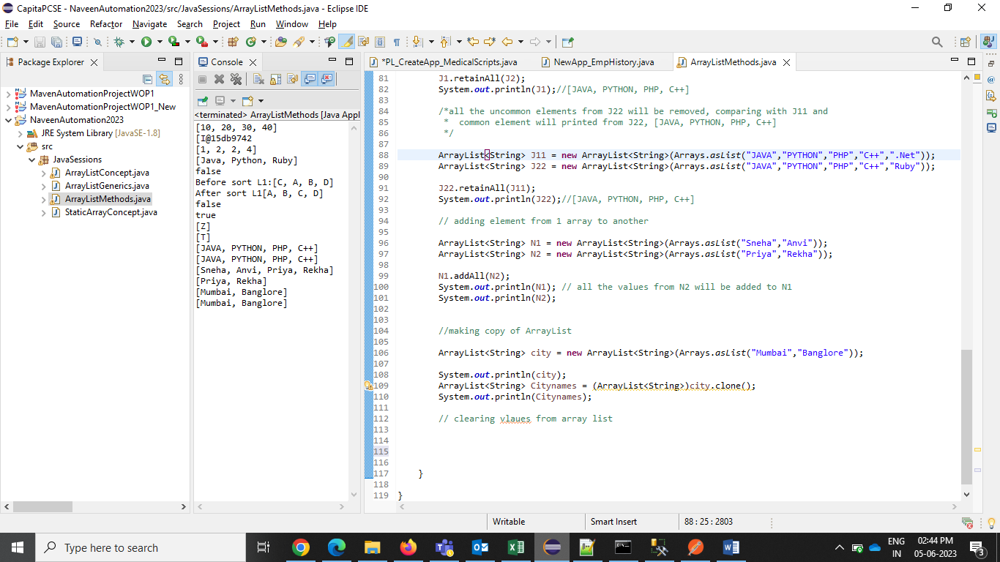 CapitaPCSE - NaveenAutomation2023/src/JavaSessions/ArrayListMethods.java - Eclipse IDE
File Edit Source Refactor Navigate Search Project Run Window Help
Package Explorer
MavenAutomationProjectWOP1
MavenAutomationProjectWOP1_New
NaveenAutomation2023
JRE System Library [JavaSE-1.8]
src
JavaSessions
ArrayListConcept.java
ArrayListGenerics.java
ArrayListMethods.java
StaticArrayConcept.java
Console
<terminated> ArrayListMethods [Java Appl
[10, 20, 30, 40]
[I@15db9742
[1, 2, 2, 4]
[Java, Python, Ruby]
false
Before sort L1:[C, A, B, D]
After sort L1[A, B, C, D]
false
true
[Z]
[T]
[JAVA, PYTHON, PHP, C++]
[JAVA, PYTHON, PHP, C++]
[Sneha, Anvi, Priya, Rekha]
[Priya, Rekha]
[Mumbai, Banglore]
[Mumbai, Banglore]
*PL_CreateApp_MedicalScripts.java NewApp_EmpHistory.java ArrayListMethods.java
81 J1.retainAll(J2);
82 System.out.println(J1);//[JAVA, PYTHON, PHP, C++]
83
84 /*all the uncommon elements from J22 will be removed, comparing with J11 and
85 * common element will printed from J22, [JAVA, PYTHON, PHP, C++]
86 */
87
88 ArrayList<String> J11 = new ArrayList<String>(Arrays.asList("JAVA","PYTHON","PHP","C++",".Net"));
89 ArrayList<String> J22 = new ArrayList<String>(Arrays.asList("JAVA","PYTHON","PHP","C++","Ruby"));
90
91 J22.retainAll(J11);
92 System.out.println(J22);//[JAVA, PYTHON, PHP, C++]
93
94 // adding element from 1 array to another
95
96 ArrayList<String> N1 = new ArrayList<String>(Arrays.asList("Sneha","Anvi"));
97 ArrayList<String> N2 = new ArrayList<String>(Arrays.asList("Priya","Rekha"));
98
99 N1.addAll(N2);
100 System.out.println(N1); // all the values from N2 will be added to N1
101 System.out.println(N2);
102
103
104 //making copy of ArrayList
105
106 ArrayList<String> city = new ArrayList<String>(Arrays.asList("Mumbai","Banglore"));
107
108 System.out.println(city);
109 ArrayList<String> Citynames = (ArrayList<String>)city.clone();
110 System.out.println(Citynames);
111
112 // clearing vlaues from array list
113
114
115
116
117 }
118
119 }
Writable Smart Insert 88 : 25 : 2803
Type here to search
ENG
IN
02:44 PM
05-06-2023
3